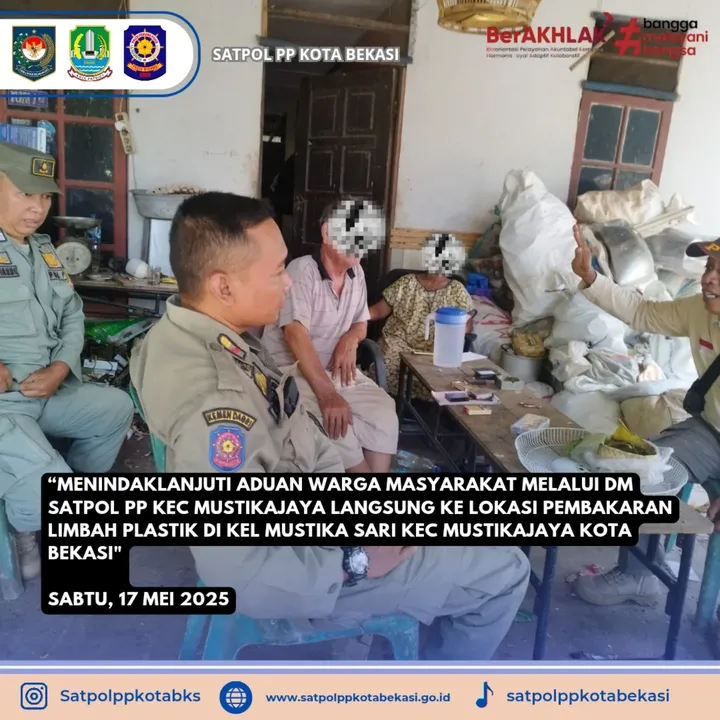 SATPOL PP KOTA BEKASI
BerAKHLAK
#bangga
melayani
bangsa
KEMENDAGRI
“MENINDAKLANJUTI ADUAN WARGA MASYARAKAT MELALUI DM
SATPOL PP KEC MUSTIKAJAYA LANGSUNG KE LOKASI PEMBAKARAN
LIMBAH PLASTIK DI KEL MUSTIKA SARI KEC MUSTIKAJAYA KOTA
BEKASI"
SABTU, 17 MEI 2025
Satpolppkotabks
www.satpolppkotabekasi.go.id
satpolppkotabekasi